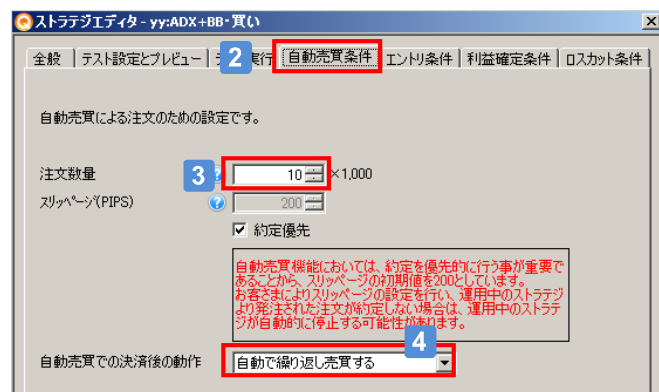 ストラテジエディタ - yy:ADX+BB・買い
全般 テスト設定とプレビュー 2 実行 自動売買条件 エントリ条件 利益確定条件 ロスカット条件
自動売買による注文のための設定です。
注文数量 3 10 ×1,000
スリッページ(PIPS) ? 200
約定優先
自動売買機能においては、約定を優先的に行う事が重要で
あることから、スリッページの初期値を200としています。
お客さまによりスリッページの設定を行い、運用中のストラテジ
より発注された注文が約定しない場合は、運用中のストラテ
ジが自動的に停止する可能性があります。
4
自動売買での決済後の動作 自動で繰り返し売買する